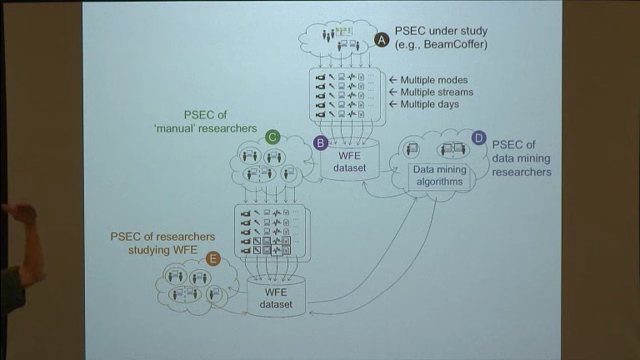 A
PSEC under study
(e.g., BeamCoffer)
← Multiple modes
← Multiple streams
← Multiple days
PSEC of
'manual' researchers
C
B
WFE
dataset
D
PSEC of
data mining
researchers
Data mining
algorithms
PSEC of researchers
studying WFE
E
WFE
dataset